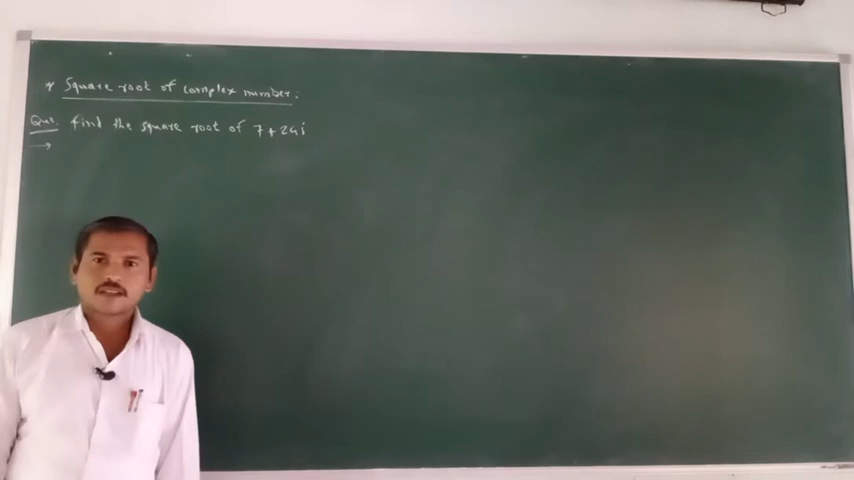 * Square root of complex number:
Que. find the square root of 7+24i
→